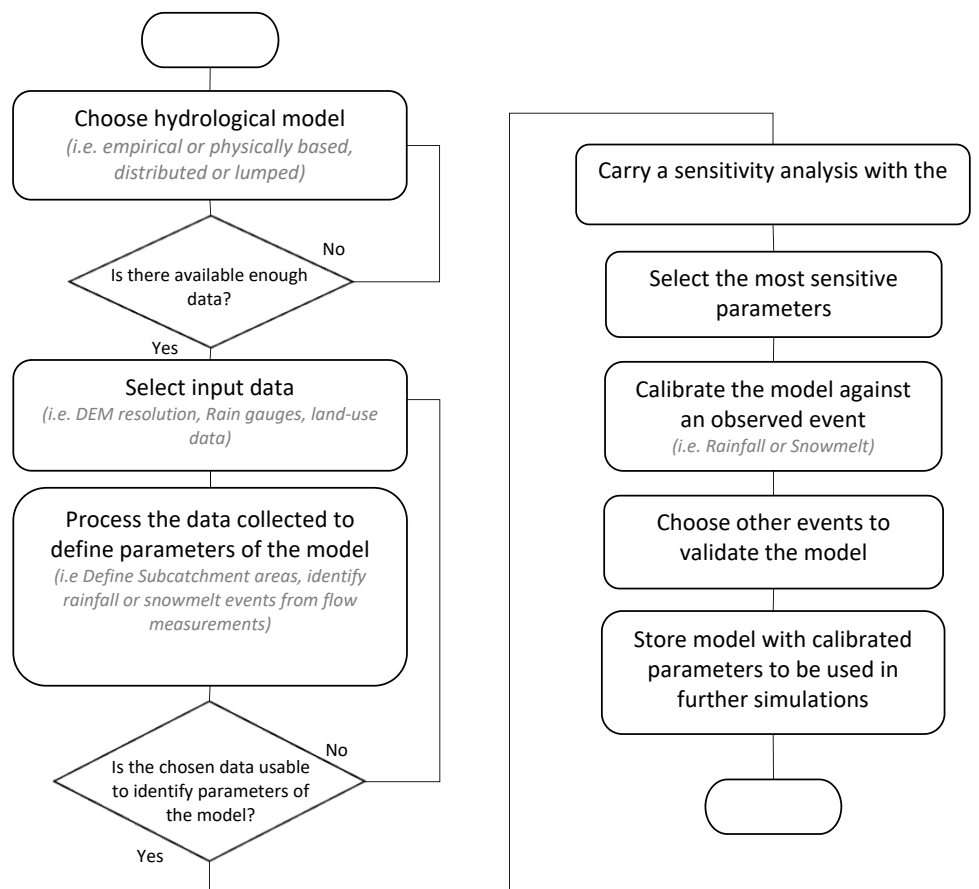 Choose hydrological model
(i.e. empirical or physically based,
distributed or lumped)
No
Is there available enough
data?
Yes
Select input data
(i.e. DEM resolution, Rain gauges, land-use
data)
Process the data collected to
define parameters of the model
(i.e Define Subcatchment areas, identify
rainfall or snowmelt events from flow
measurements)
No
Is the chosen data usable
to identify parameters of
the model?
Yes
Carry a sensitivity analysis with the
Select the most sensitive
parameters
Calibrate the model against
an observed event
(i.e. Rainfall or Snowmelt)
Choose other events to
validate the model
Store model with calibrated
parameters to be used in
further simulations